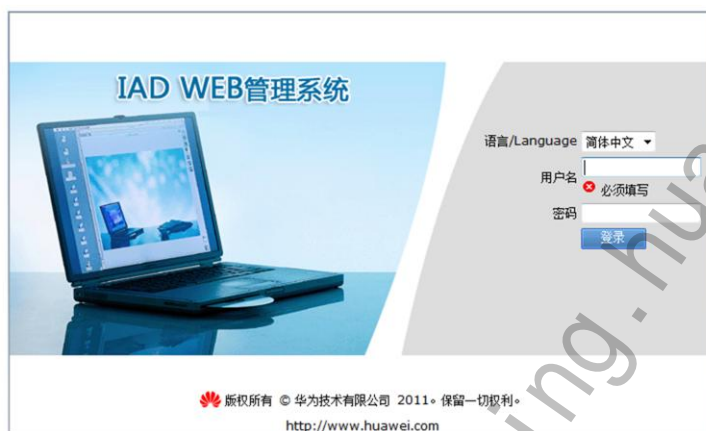 IAD WEB管理系统
语言/Language 简体中文
用户名
必须填写
密码
登录
版权所有 © 华为技术有限公司 2011。保留一切权利。
http://www.huawei.com
ing.hua